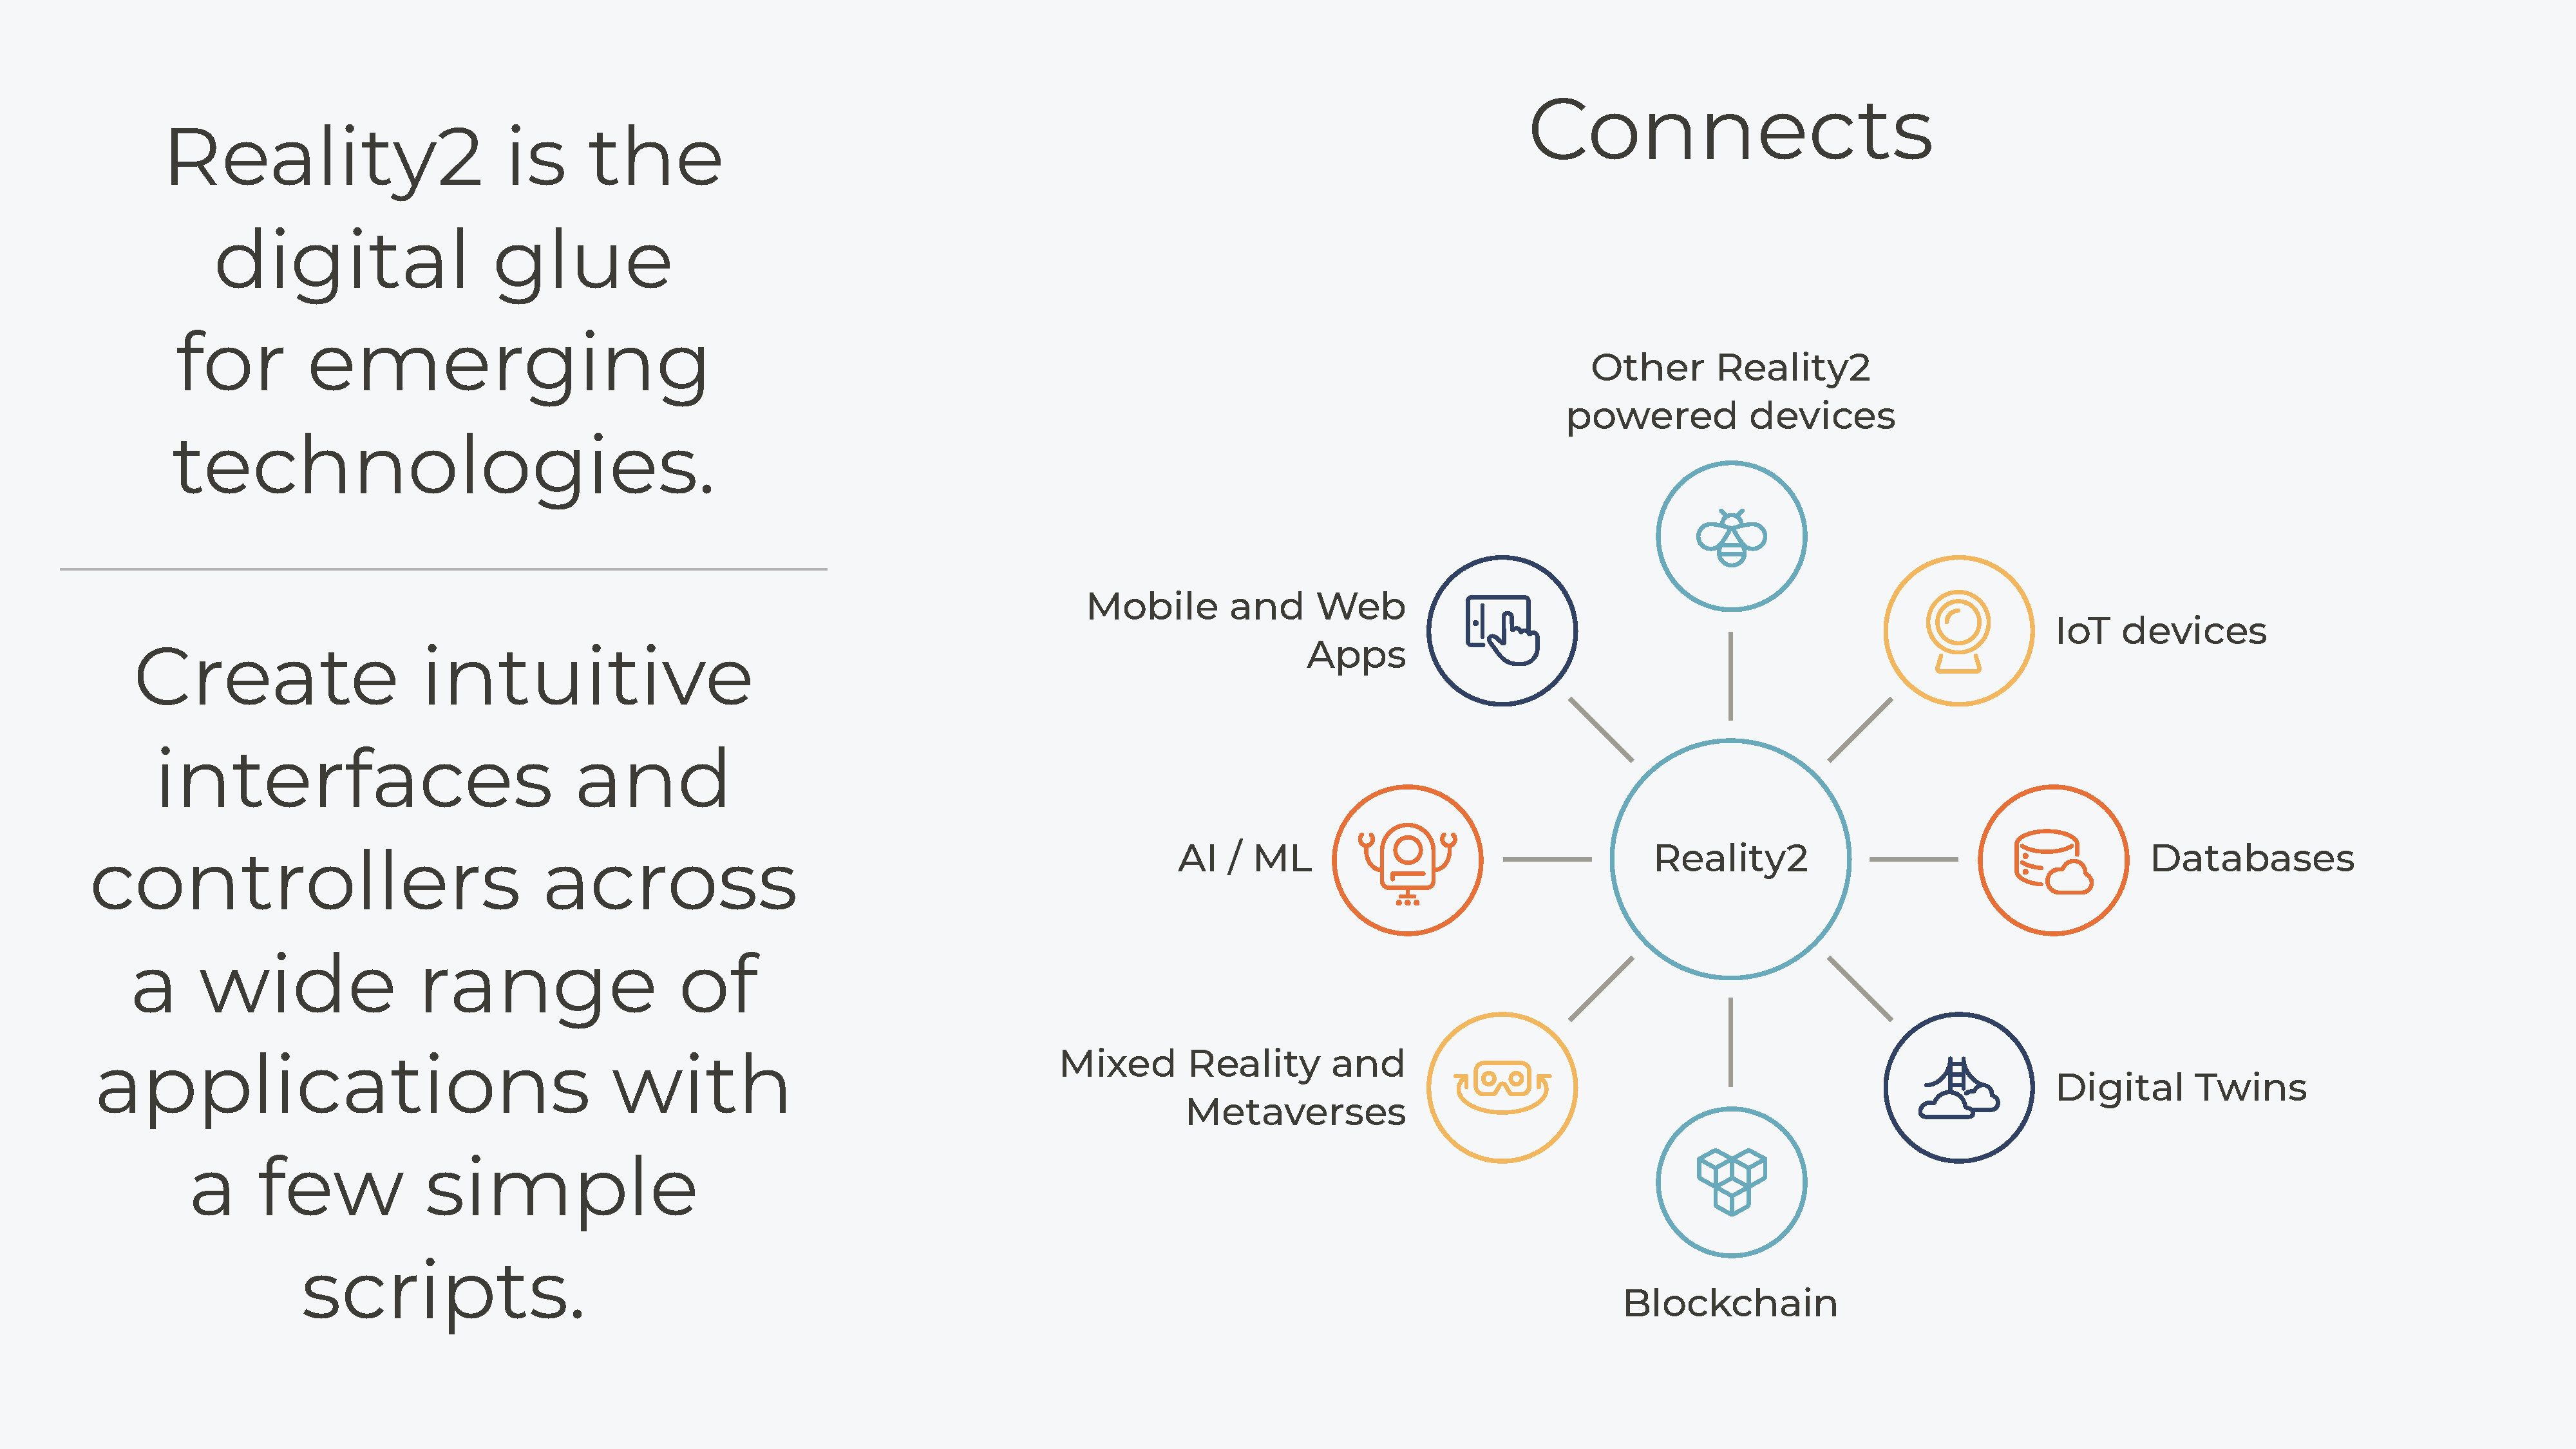 Reality2 is the
digital glue
for emerging
technologies.
Create intuitive
interfaces and
controllers across
a wide range of
applications with
a few simple
scripts.
Connects
Other Reality2
powered devices
Mobile and Web
Apps
IoT devices
AI / ML
Reality2
Databases
Mixed Reality and
Metaverses
Digital Twins
Blockchain